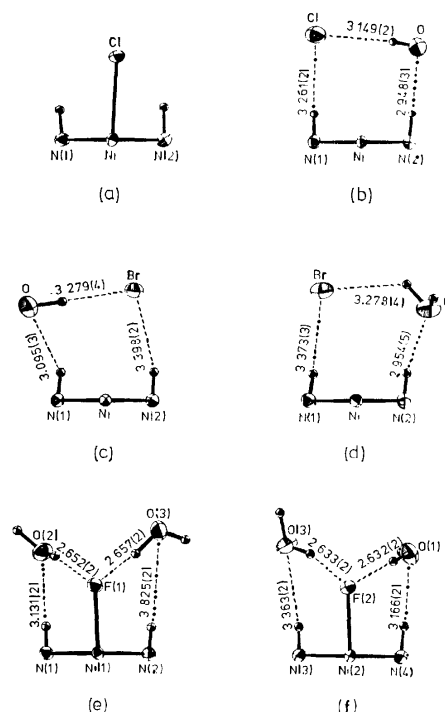 Cl
N(1) Ni N(2)
(a)
Cl 3.149(2) O
3.261(2) 2.948(3)
N(1) Ni N(2)
(b)
O 3.279(4) Br
3.095(3) 3.398(2)
N(1) Ni N(2)
(c)
Br 3.278(4)
3.373(3) 2.954(5)
N(1) Ni N(2)
(d)
O(2) 2.652(2) 2.657(2) O(3)
F(1)
3.131(2) 3.825(2)
N(1) Ni(1) N(2)
(e)
O(3) 2.633(2) 2.632(2) O(1)
F(2)
3.363(2) 3.166(2)
N(3) Ni(2) N(4)
(f)